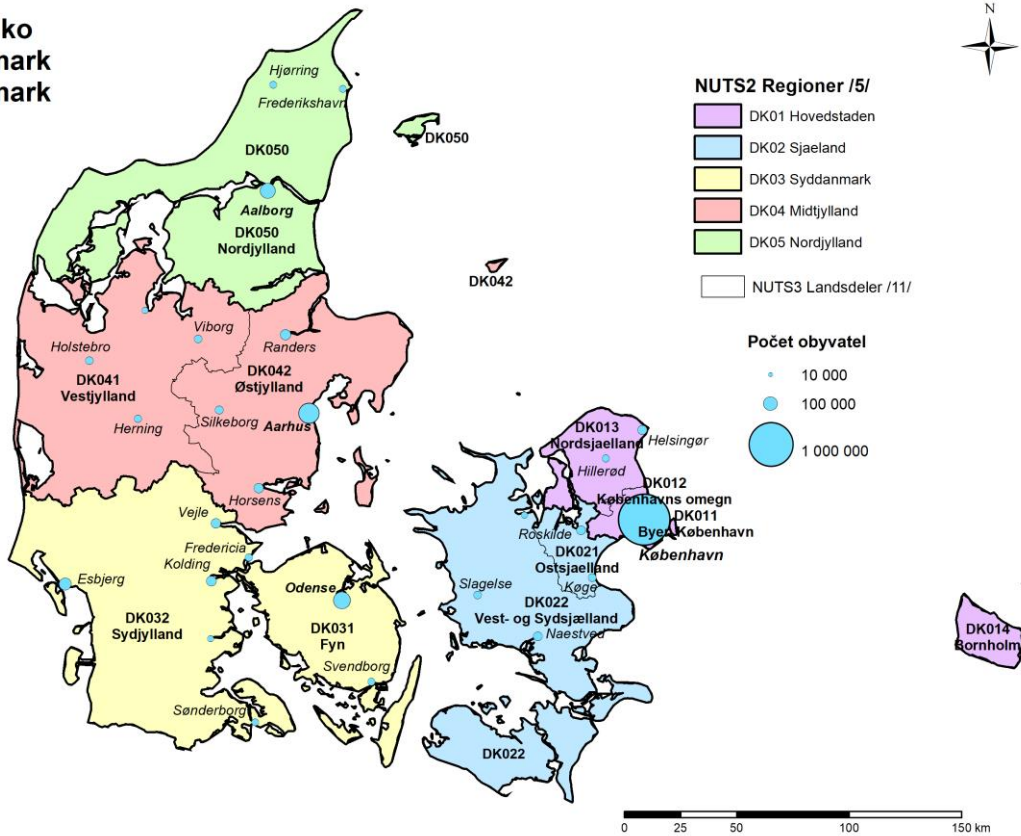 ko
nark
mark
N
NUTS2 Regioner /5/
DK01 Hovedstaden
DK02 Sjaeland
DK03 Syddanmark
DK04 Midtjylland
DK05 Nordjylland
NUTS3 Landsdeler /11/
Počet obyvatel
10 000
100 000
1 000 000
Hjørring
Frederikshavn
DK050
DK050
Aalborg
DK050
Nordjylland
DK042
Viborg
Randers
Holstebro
DK041
Vestjylland
DK042
Østjylland
Silkeborg
Aarhus
Herning
Horsens
DK013
Nordsjaelland
Helsingør
Hillerød
DK012
Københavns omegn
DK011
Byen København
København
Roskilde
DK021
Ostsjaelland
Køge
Slagelse
DK022
Vest- og Sydsjælland
Naestved
DK022
Vejle
Fredericia
Kolding
Esbjerg
Odense
DK032
Sydjylland
DK031
Fyn
Svendborg
Sønderborg
DK014
Bornholm
0 25 50 100 150 km